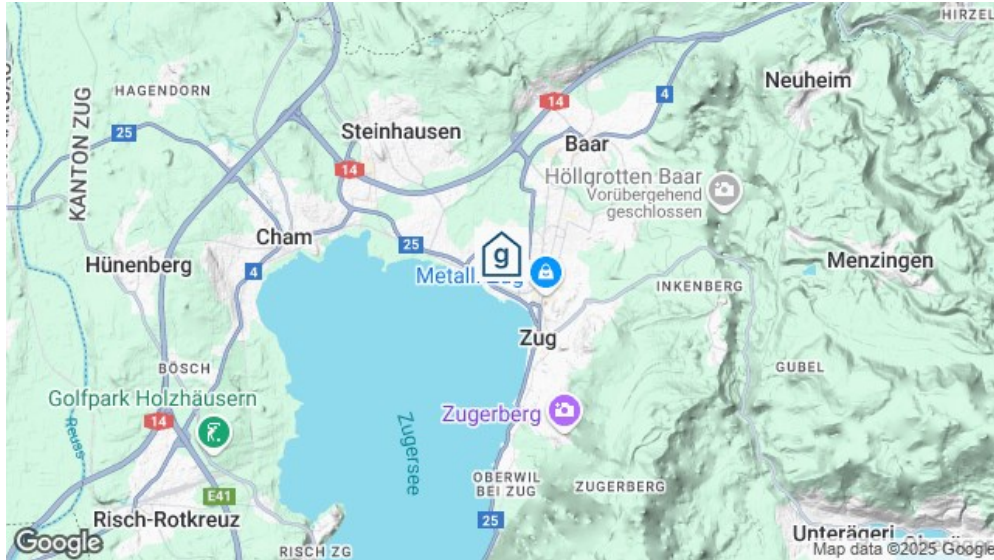 HIRZEL
Neuheim
HAGENDORN
14
4
25
Steinhausen
Baar
KANTON ZUG
14
Höllgrotten Baar
Vorübergehend
geschlossen
Cham
25
g
Hünenberg
4
Metall Zug
Menzingen
INKENBERG
Zug
BÖSCH
GUBEL
Golfpark Holzhäusern
14
Zugerberg
Reuss
Zugersee
OBERWIL
BEI ZUG
ZUGERBERG
E41
25
Risch-Rotkreuz
Unterägeri
Google
RISCH ZG
Map data ©2025 Google